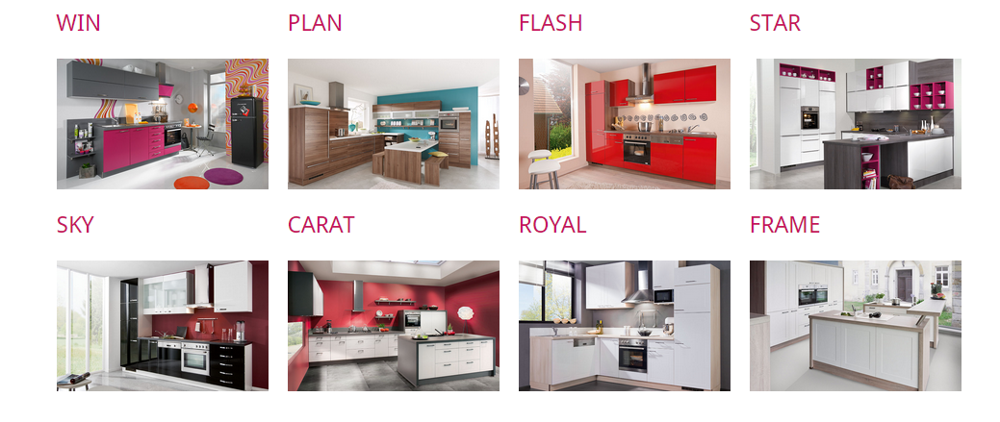 WIN
PLAN
FLASH
STAR
SKY
CARAT
ROYAL
FRAME